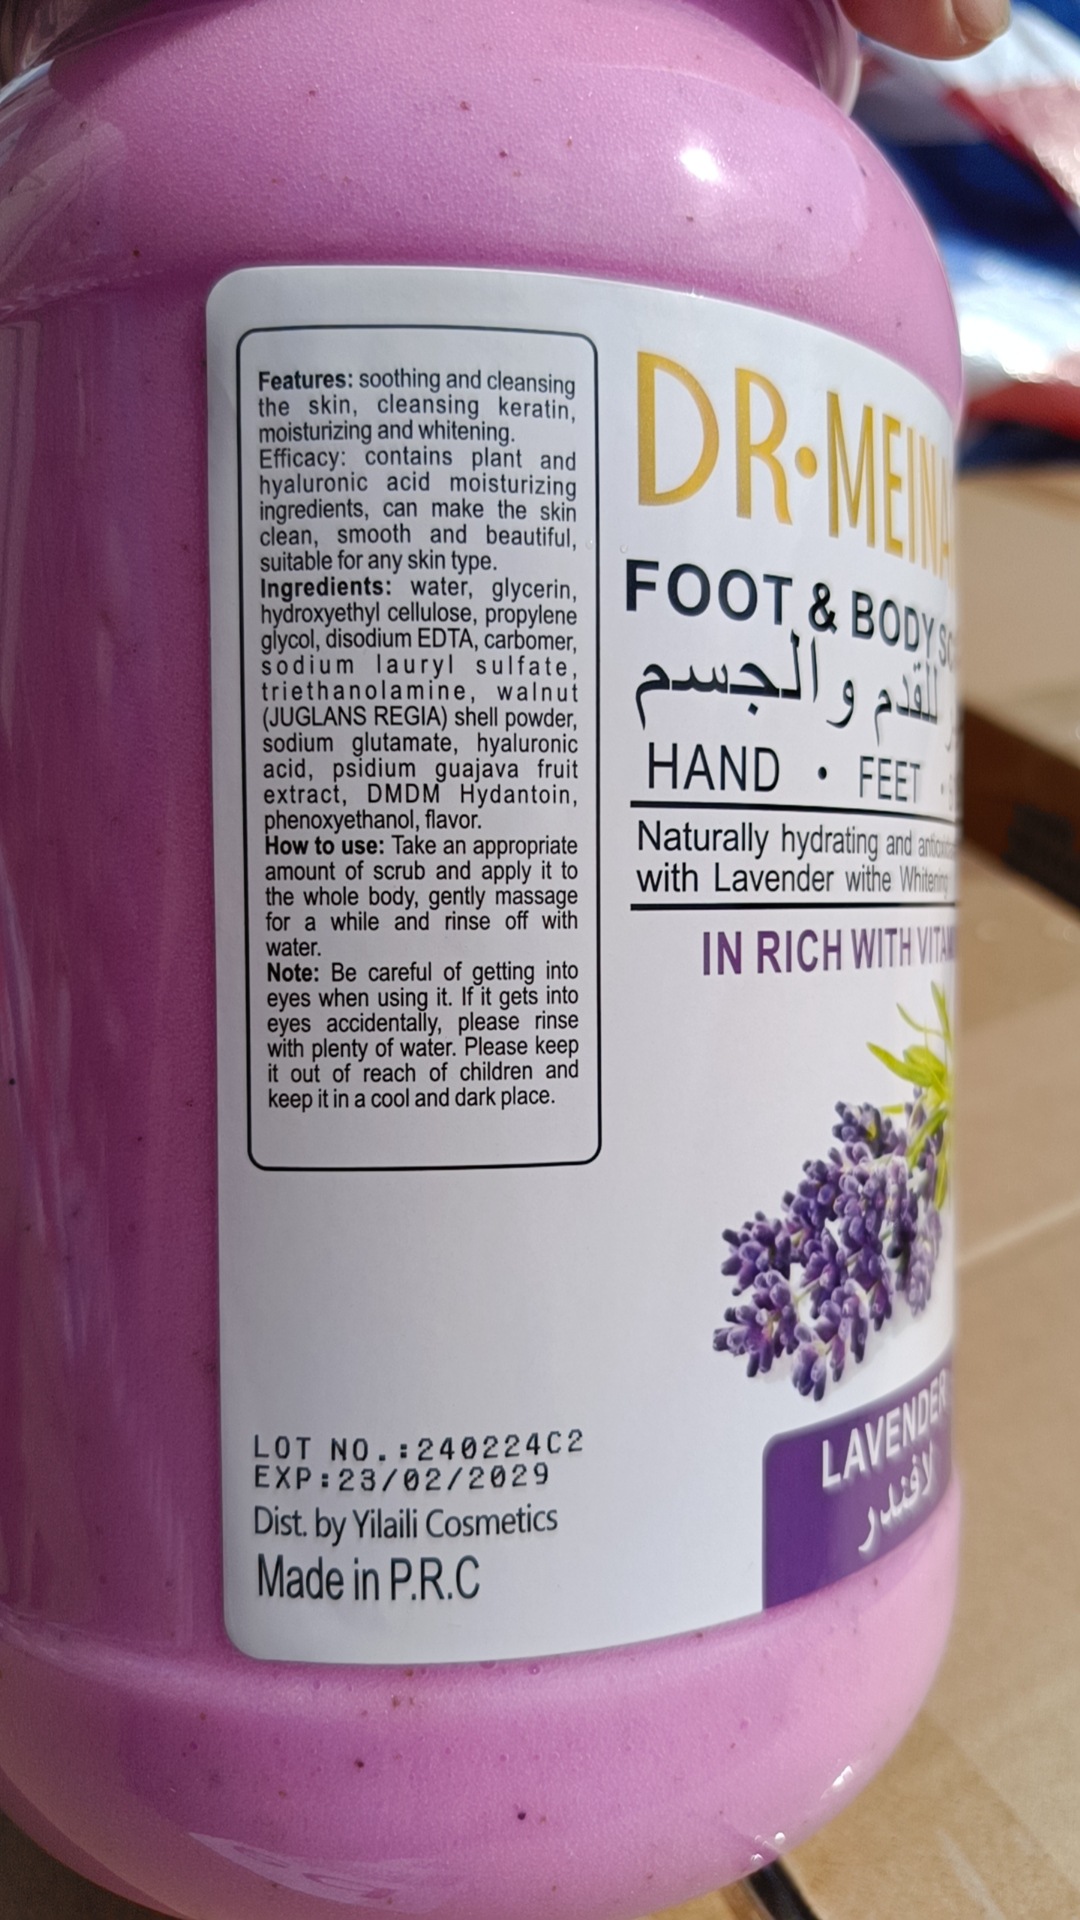 Features: soothing and cleansing
the skin, cleansing keratin,
moisturizing and whitening.
Efficacy: contains plant and
hyaluronic acid moisturizing
ingredients, can make the skin
clean, smooth and beautiful,
suitable for any skin type.
Ingredients: water, glycerin,
hydroxyethyl cellulose, propylene
glycol, disodium EDTA, carbomer,
sodium lauryl sulfate,
triethanolamine, walnut
(JUGLANS REGIA) shell powder,
sodium glutamate, hyaluronic
acid, psidium guajava fruit
extract, DMDM Hydantoin,
phenoxyethanol, flavor.
How to use: Take an appropriate
amount of scrub and apply it to
the whole body, gently massage
for a while and rinse off with
water.
Note: Be careful of getting into
eyes when using it. If it gets into
eyes accidentally, please rinse
with plenty of water. Please keep
it out of reach of children and
keep it in a cool and dark place.
LOT NO.:240224C2
EXP:23/02/2029
Dist. by Yilaili Cosmetics
Made in P.R.C
DR•MEINA
FOOT & BODY
للقدم والجسم
HAND • FEET •
Naturally hydrating and
with Lavender withe Whitening
IN RICH WITH
LAVENDER
لافندر